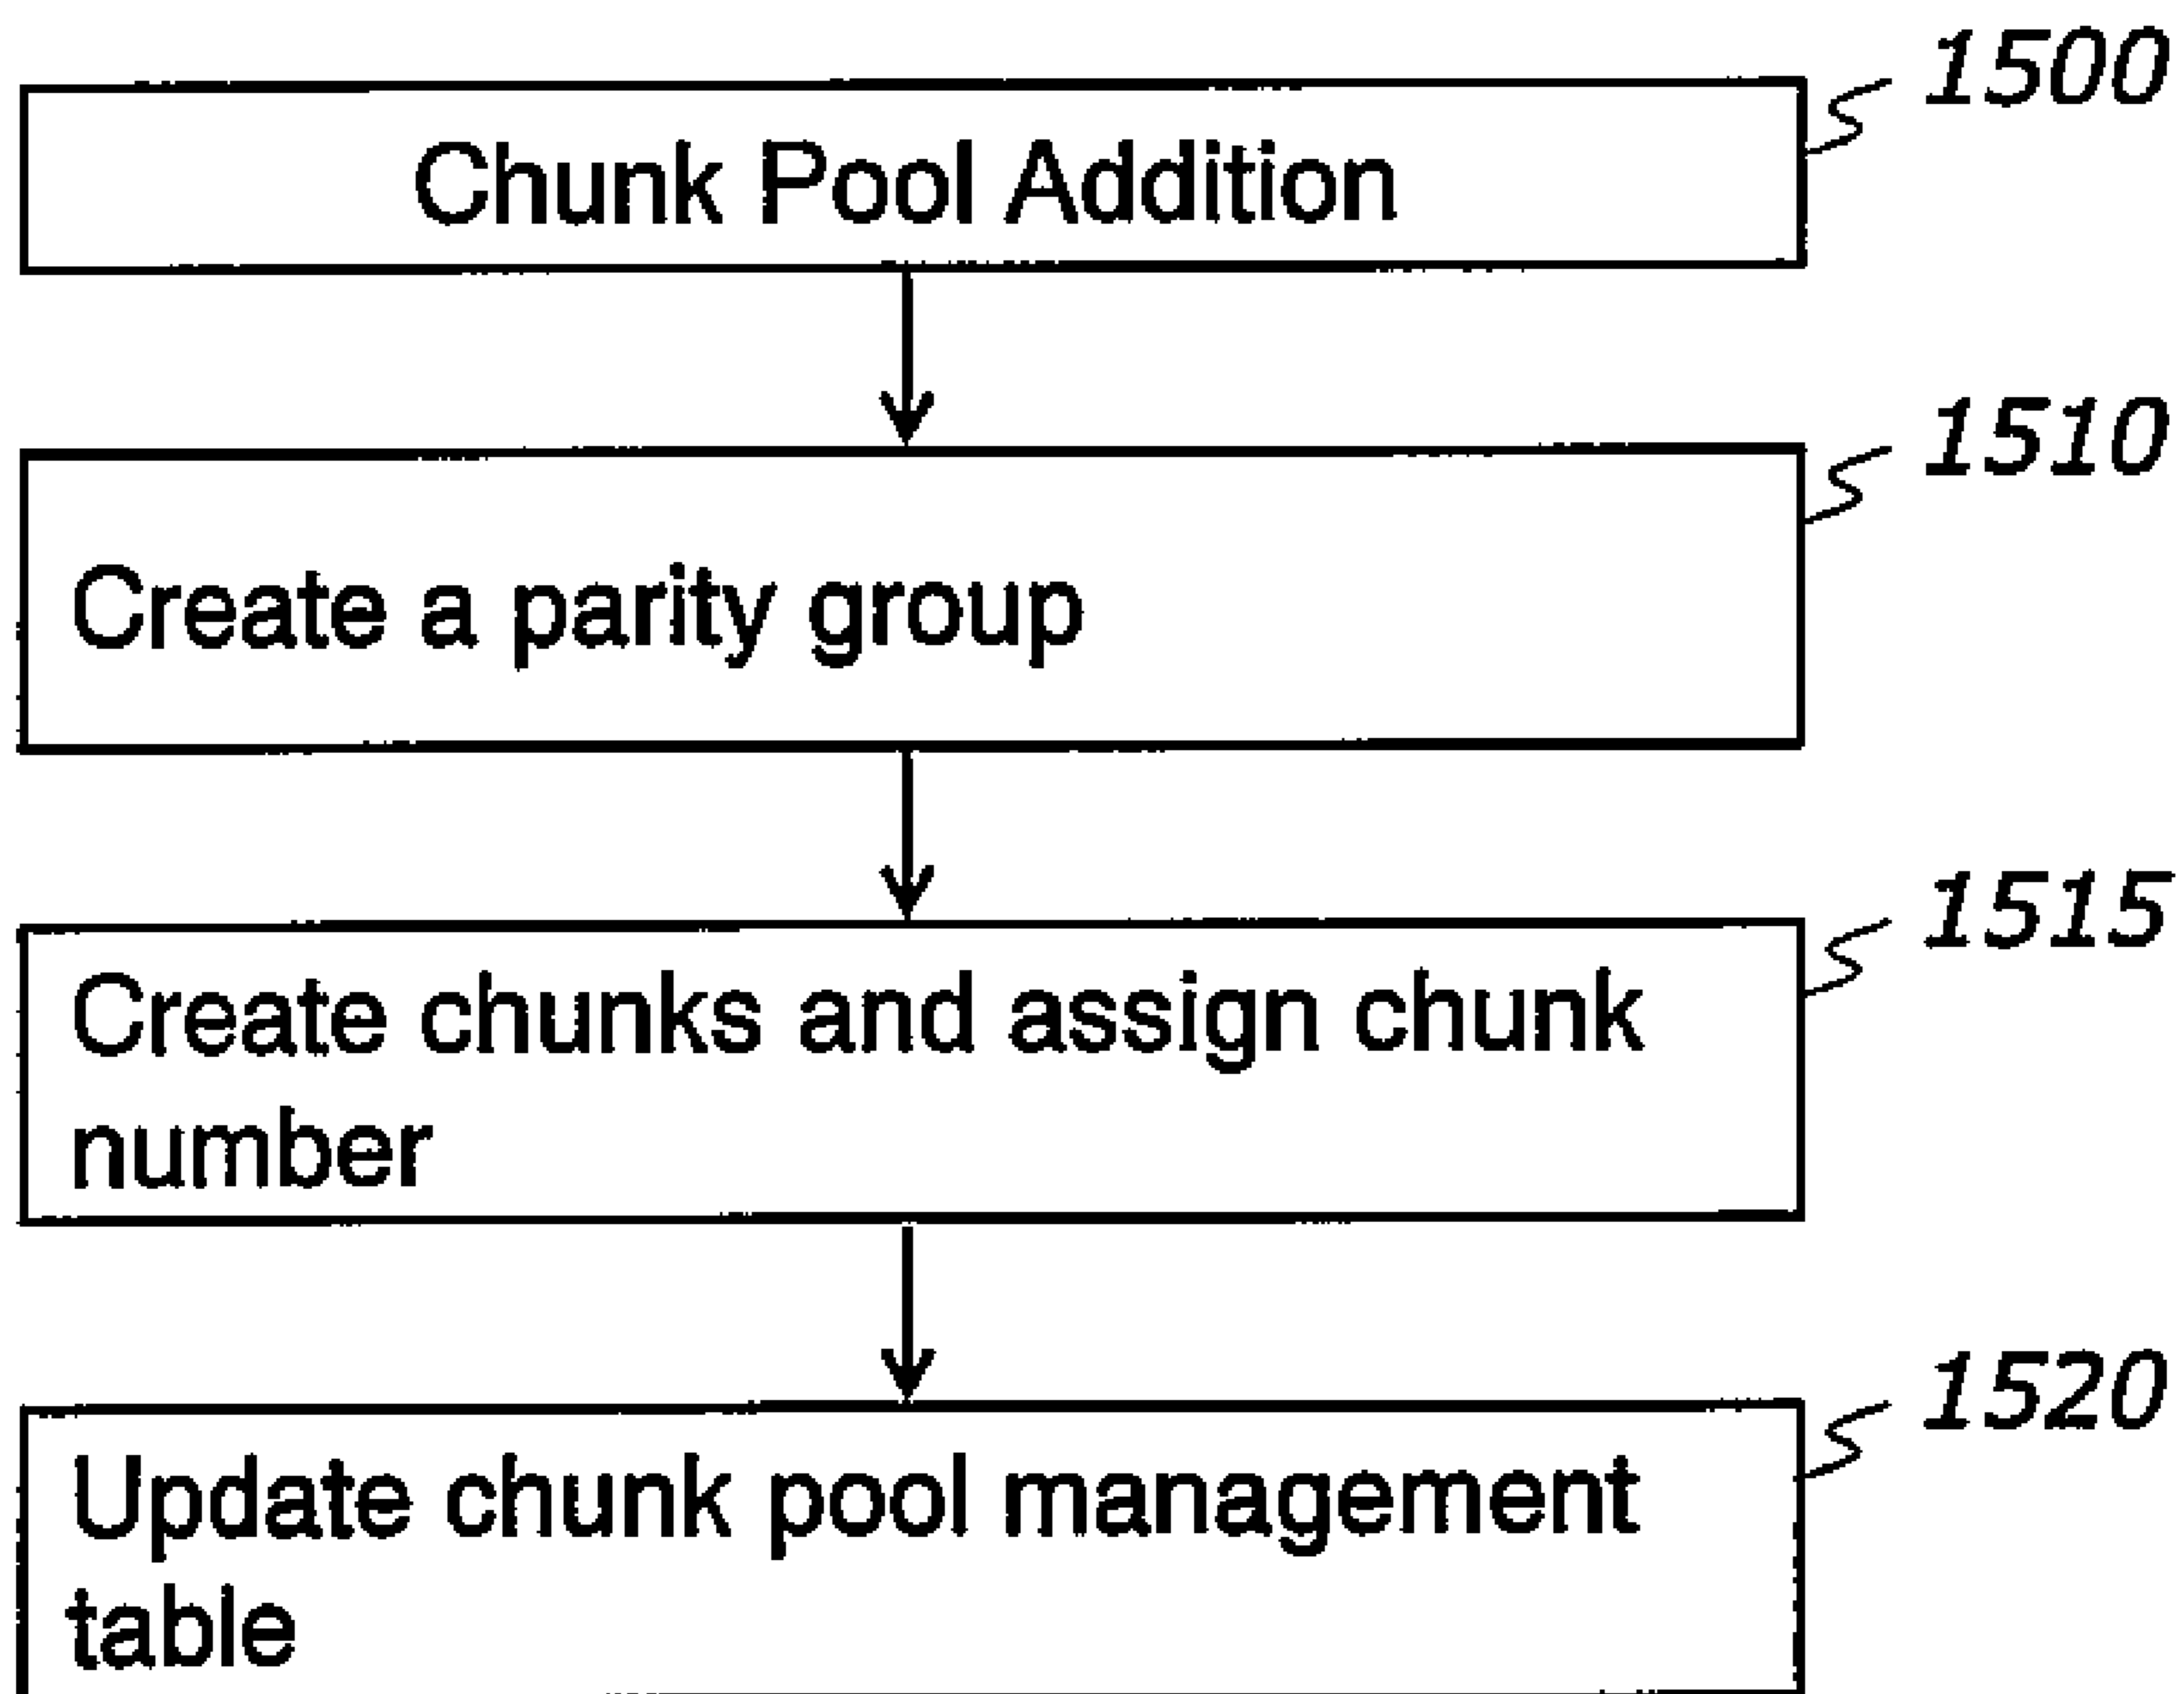 1500
Chunk Pool Addition
1510
Create a parity group
1515
Create chunks and assign chunk
number
1520
Update chunk pool management
table